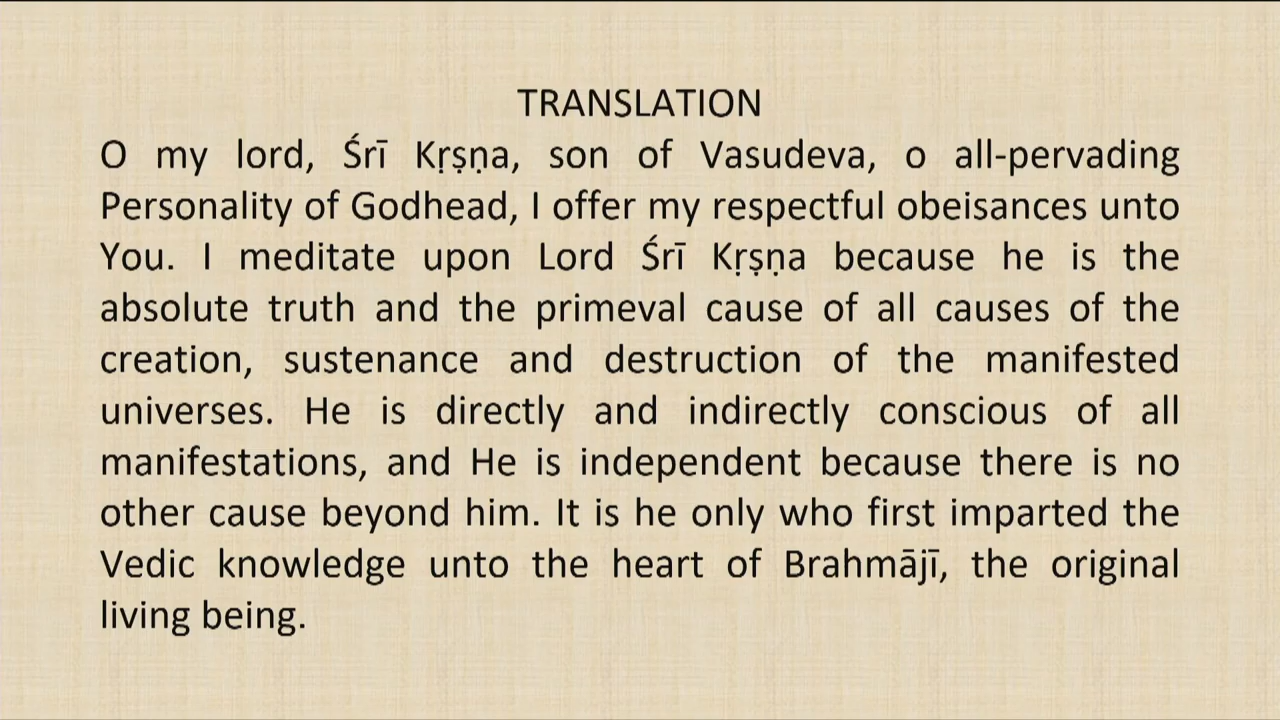 TRANSLATION
O my lord, Śrī Kṛṣṇa, son of Vasudeva, o all-pervading
Personality of Godhead, I offer my respectful obeisances unto
You. I meditate upon Lord Śrī Kṛṣṇa because he is the
absolute truth and the primeval cause of all causes of the
creation, sustenance and destruction of the manifested
universes. He is directly and indirectly conscious of all
manifestations, and He is independent because there is no
other cause beyond him. It is he only who first imparted the
Vedic knowledge unto the heart of Brahmājī, the original
living being.